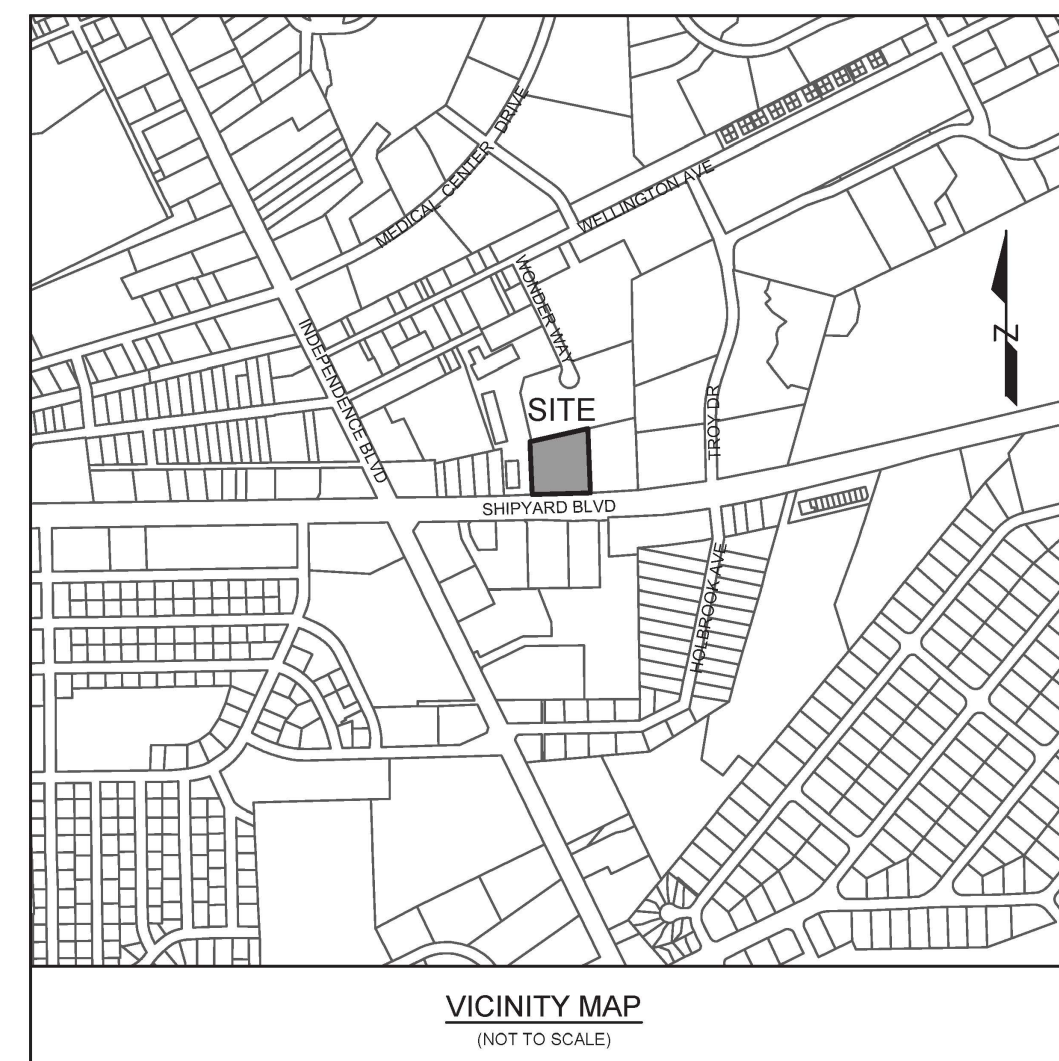 MEDICAL CENTER DRIVE
WELLINGTON AVE
WONDER WAY
INDEPENDENCE BLVD
SITE
TROY DR
N
SHIPYARD BLVD
HOLBROOK AVE
VICINITY MAP
(NOT TO SCALE)